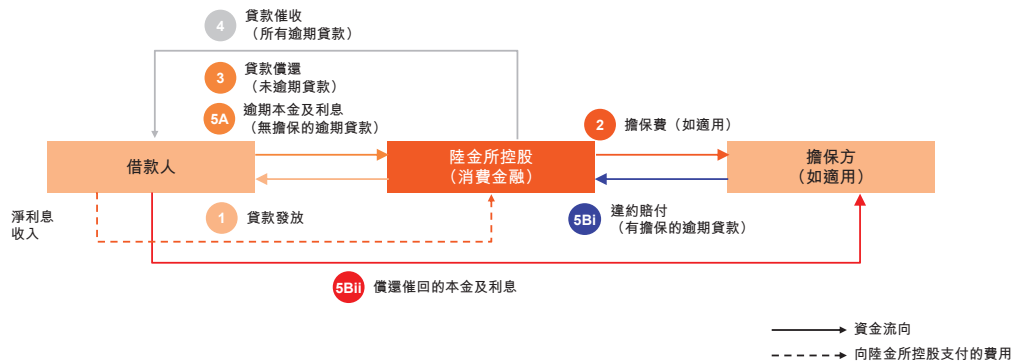 4
貸款催收
（所有逾期貸款）
3
貸款償還
（未逾期貸款）
5A
逾期本金及利息
（無擔保的逾期貸款）
2
擔保費（如適用）
借款人
陸金所控股
（消費金融）
擔保方
（如適用）
淨利息
收入
1
貸款發放
5Bi
違約賠付
（有擔保的逾期貸款）
5Bii
償還催回的本金及利息
資金流向
向陸金所控股支付的費用